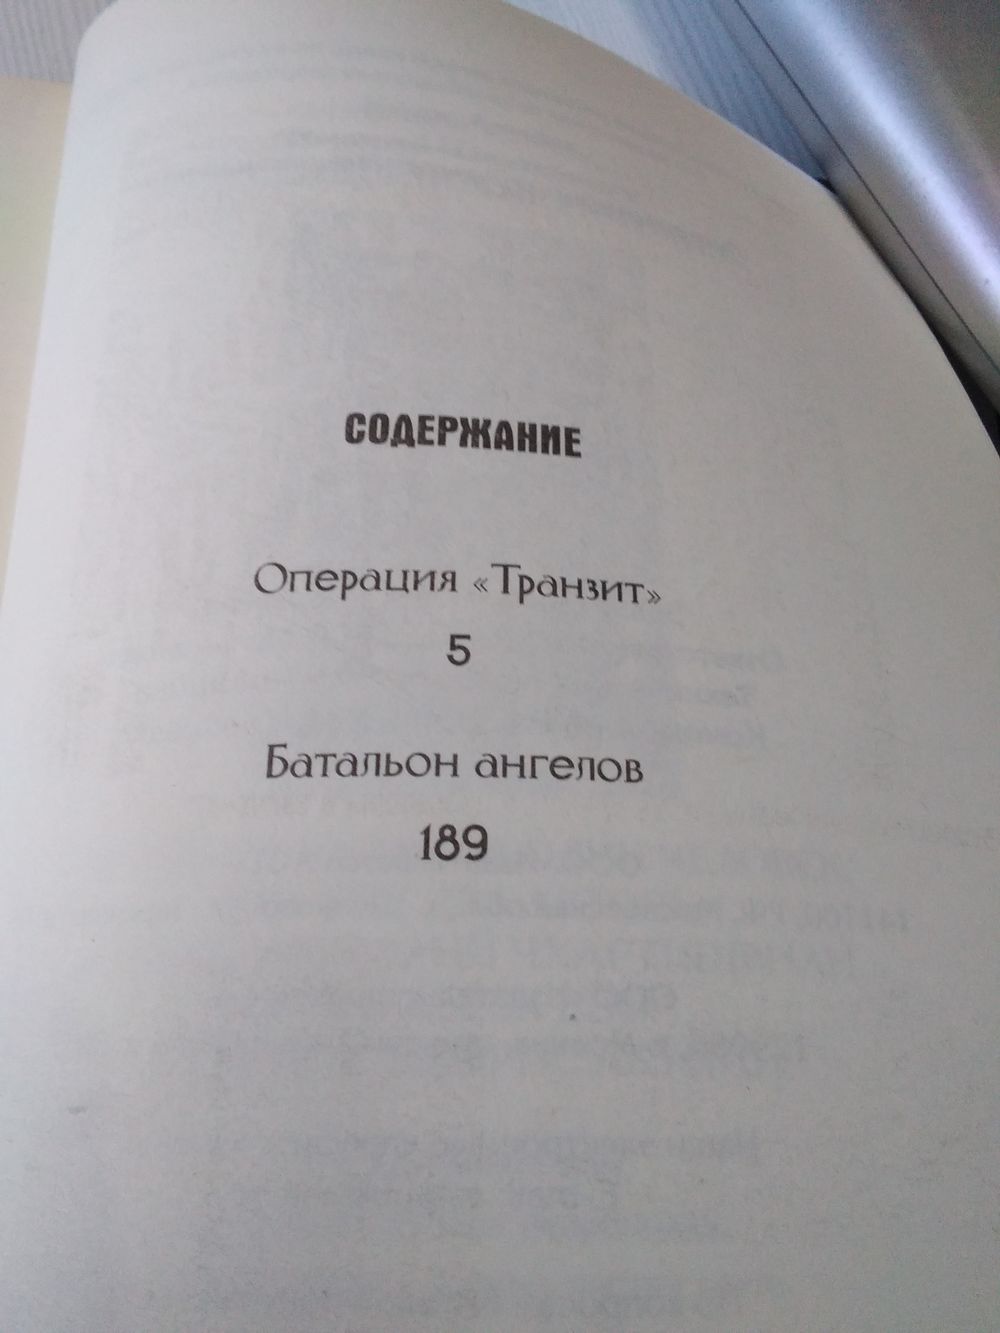 СОДЕРЖАНИЕ
Операция «Транзит»
5
Батальон ангелов
189